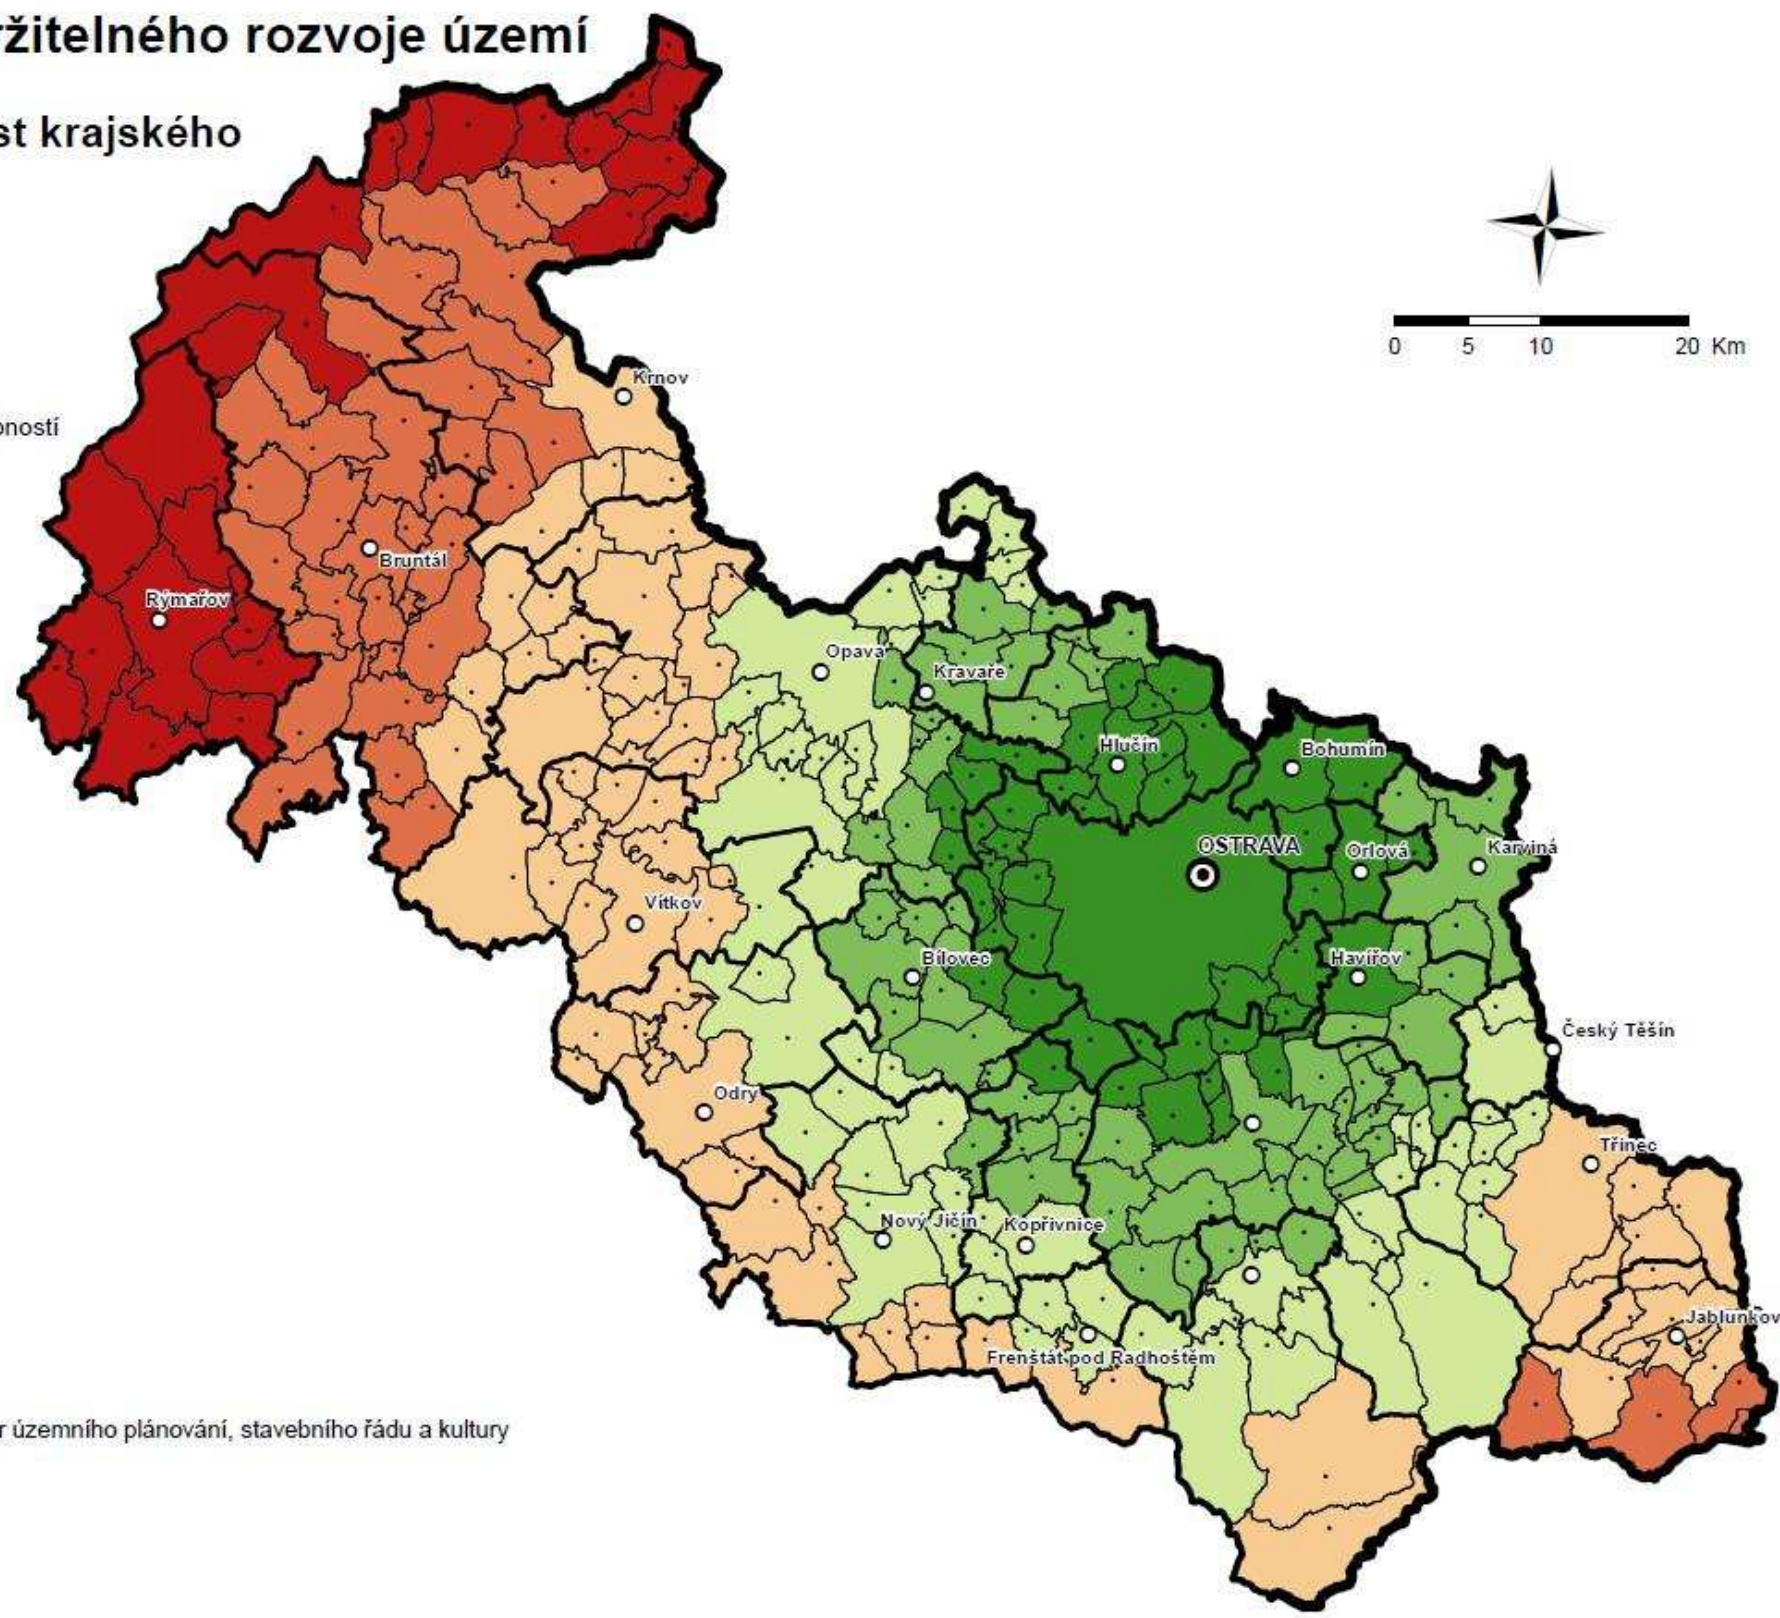 ržitelného rozvoje území
st krajského
0 5 10 20 Km
Krnov
pností
Bruntál
Rýmařov
Opava
Kravaře
Hlučín
Bohumín
OSTRAVA
Orlová
Karviná
Vítkov
Bílovec
Havířov
Český Těšín
Odry
Třinec
Nový Jičín
Kopřivnice
Jablunkov
Frenštát pod Radhoštěm
r územního plánování, stavebního řádu a kultury